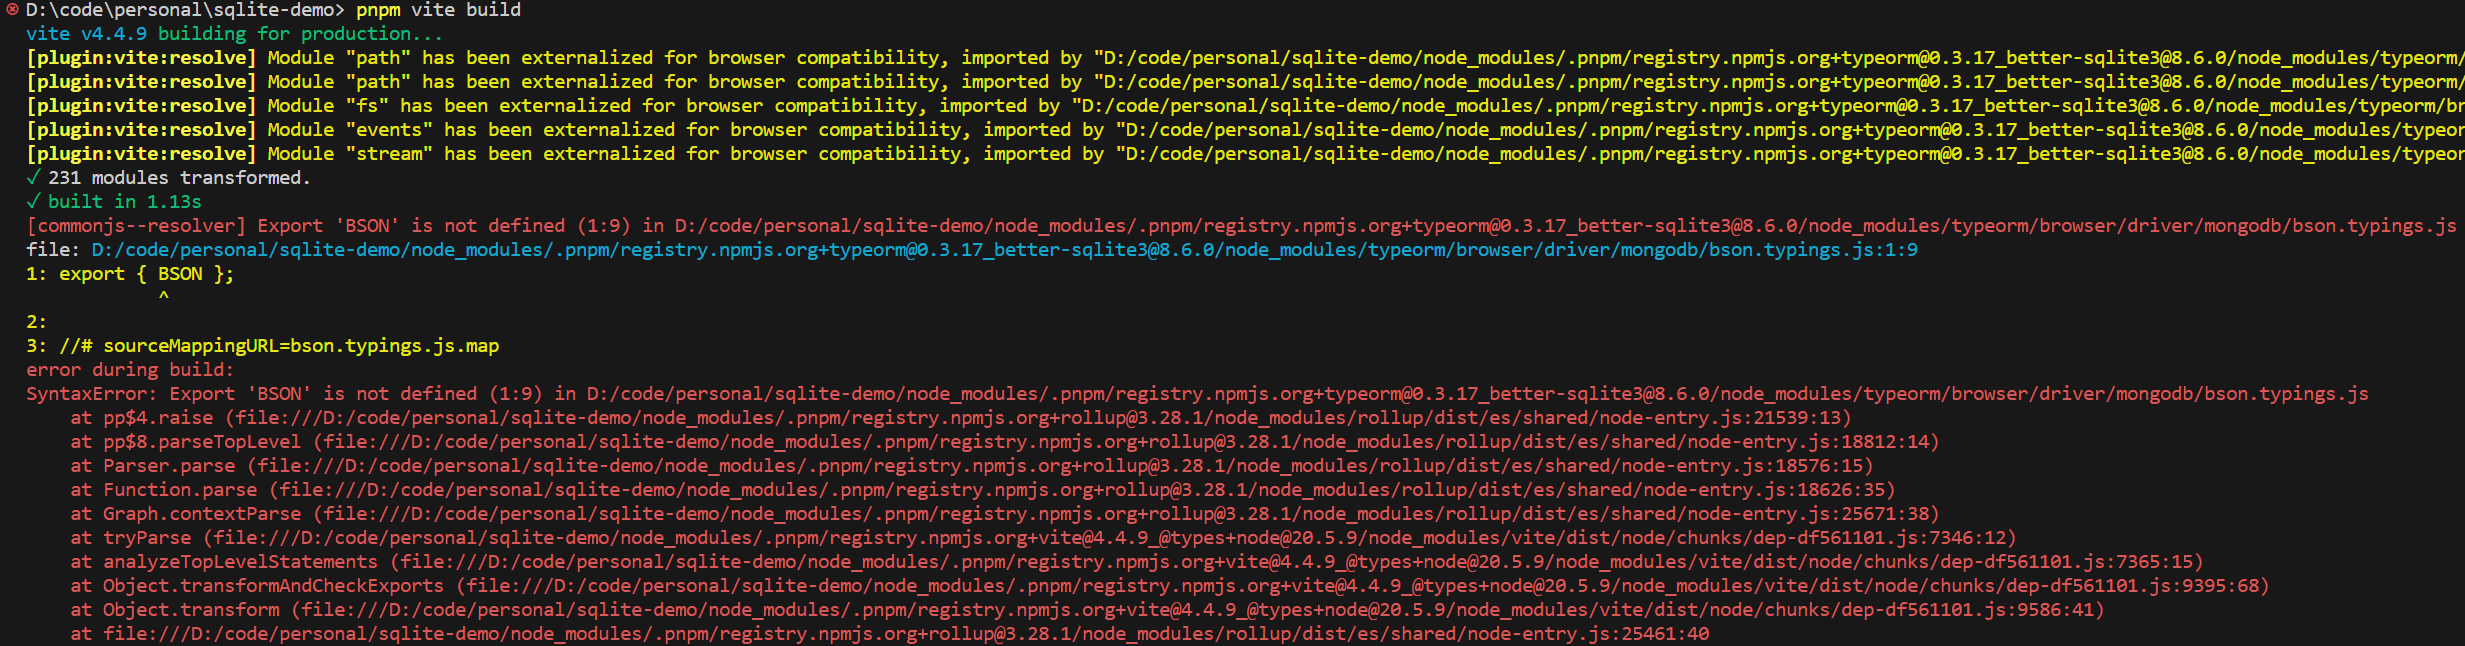 D:\code\personal\sqlite-demo> pnpm vite build
vite v4.4.9 building for production...
[plugin:vite:resolve] Module "path" has been externalized for browser compatibility, imported by "D:/code/personal/sqlite-demo/node_modules/.pnpm/registry.npmjs.org+typeorm@0.3.17_better-sqlite3@8.6.0/node_modules/typeorm/
[plugin:vite:resolve] Module "path" has been externalized for browser compatibility, imported by "D:/code/personal/sqlite-demo/node_modules/.pnpm/registry.npmjs.org+typeorm@0.3.17_better-sqlite3@8.6.0/node_modules/typeorm/
[plugin:vite:resolve] Module "fs" has been externalized for browser compatibility, imported by "D:/code/personal/sqlite-demo/node_modules/.pnpm/registry.npmjs.org+typeorm@0.3.17_better-sqlite3@8.6.0/node_modules/typeorm/br
[plugin:vite:resolve] Module "events" has been externalized for browser compatibility, imported by "D:/code/personal/sqlite-demo/node_modules/.pnpm/registry.npmjs.org+typeorm@0.3.17_better-sqlite3@8.6.0/node_modules/typeor
[plugin:vite:resolve] Module "stream" has been externalized for browser compatibility, imported by "D:/code/personal/sqlite-demo/node_modules/.pnpm/registry.npmjs.org+typeorm@0.3.17_better-sqlite3@8.6.0/node_modules/typeor
✓ 231 modules transformed.
✓ built in 1.13s
[commonjs--resolver] Export 'BSON' is not defined (1:9) in D:/code/personal/sqlite-demo/node_modules/.pnpm/registry.npmjs.org+typeorm@0.3.17_better-sqlite3@8.6.0/node_modules/typeorm/browser/driver/mongodb/bson.typings.js
file: D:/code/personal/sqlite-demo/node_modules/.pnpm/registry.npmjs.org+typeorm@0.3.17_better-sqlite3@8.6.0/node_modules/typeorm/browser/driver/mongodb/bson.typings.js:1:9
1: export { BSON };
            ^
2:
3: //# sourceMappingURL=bson.typings.js.map
error during build:
SyntaxError: Export 'BSON' is not defined (1:9) in D:/code/personal/sqlite-demo/node_modules/.pnpm/registry.npmjs.org+typeorm@0.3.17_better-sqlite3@8.6.0/node_modules/typeorm/browser/driver/mongodb/bson.typings.js
    at pp$4.raise (file:///D:/code/personal/sqlite-demo/node_modules/.pnpm/registry.npmjs.org+rollup@3.28.1/node_modules/rollup/dist/es/shared/node-entry.js:21539:13)
    at pp$8.parseTopLevel (file:///D:/code/personal/sqlite-demo/node_modules/.pnpm/registry.npmjs.org+rollup@3.28.1/node_modules/rollup/dist/es/shared/node-entry.js:18812:14)
    at Parser.parse (file:///D:/code/personal/sqlite-demo/node_modules/.pnpm/registry.npmjs.org+rollup@3.28.1/node_modules/rollup/dist/es/shared/node-entry.js:18576:15)
    at Function.parse (file:///D:/code/personal/sqlite-demo/node_modules/.pnpm/registry.npmjs.org+rollup@3.28.1/node_modules/rollup/dist/es/shared/node-entry.js:18626:35)
    at Graph.contextParse (file:///D:/code/personal/sqlite-demo/node_modules/.pnpm/registry.npmjs.org+rollup@3.28.1/node_modules/rollup/dist/es/shared/node-entry.js:25671:38)
    at tryParse (file:///D:/code/personal/sqlite-demo/node_modules/.pnpm/registry.npmjs.org+vite@4.4.9_@types+node@20.5.9/node_modules/vite/dist/node/chunks/dep-df561101.js:7346:12)
    at analyzeTopLevelStatements (file:///D:/code/personal/sqlite-demo/node_modules/.pnpm/registry.npmjs.org+vite@4.4.9_@types+node@20.5.9/node_modules/vite/dist/node/chunks/dep-df561101.js:7365:15)
    at Object.transformAndCheckExports (file:///D:/code/personal/sqlite-demo/node_modules/.pnpm/registry.npmjs.org+vite@4.4.9_@types+node@20.5.9/node_modules/vite/dist/node/chunks/dep-df561101.js:9395:68)
    at Object.transform (file:///D:/code/personal/sqlite-demo/node_modules/.pnpm/registry.npmjs.org+vite@4.4.9_@types+node@20.5.9/node_modules/vite/dist/node/chunks/dep-df561101.js:9586:41)
    at file:///D:/code/personal/sqlite-demo/node_modules/.pnpm/registry.npmjs.org+rollup@3.28.1/node_modules/rollup/dist/es/shared/node-entry.js:25461:40